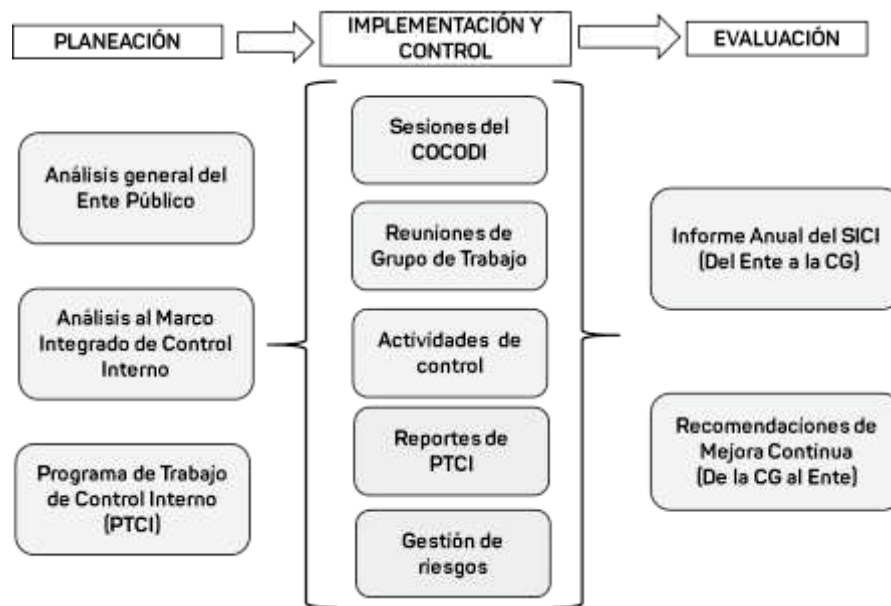 PLANEACIÓN
IMPLEMENTACIÓN Y
CONTROL
EVALUACIÓN
Análisis general del
Ente Público
Análisis al Marco
Integrado de Control
Interno
Programa de Trabajo
de Control Interno
(PTCI)
Sesiones del
COCODI
Reuniones de
Grupo de Trabajo
Actividades de
control
Reportes de
PTCI
Gestión de
riesgos
Informe Anual del SICI
(Del Ente a la CG)
Recomendaciones de
Mejora Continua
(De la CG al Ente)